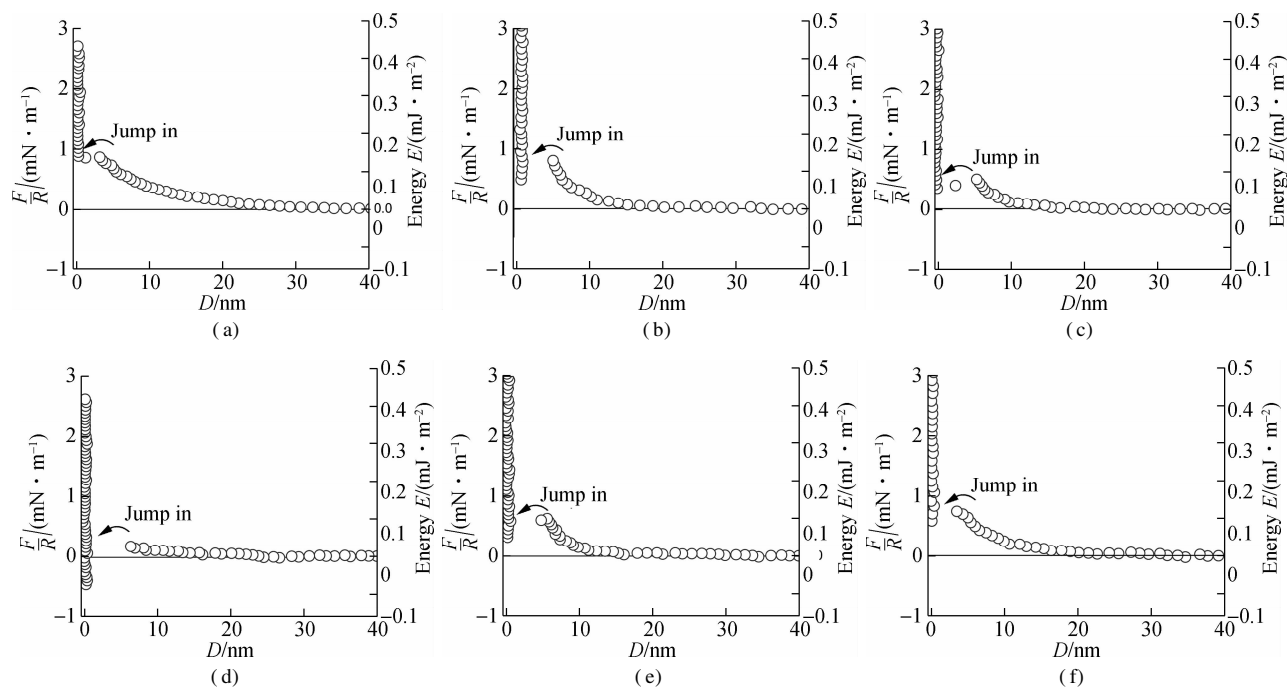 3
2
1
0
−1
F/R/(mN · m⁻¹)
0.5
0.4
0.3
0.2
0.1
0.0
0
−0.1
Energy E/(mJ · m⁻²)
Jump in
0 10 20 30 40
D/nm
( a )
3
2
1
0
−1
F/R/(mN · m⁻¹)
0.5
0.4
0.3
0.2
0.1
0
−0.1
Energy E/(mJ · m⁻²)
Jump in
0 10 20 30 40
D/nm
( b )
3
2
1
0
−1
F/R/(mN · m⁻¹)
0.5
0.4
0.3
0.2
0.1
0
−0.1
Energy E/(mJ · m⁻²)
Jump in
0 10 20 30 40
D/nm
( c )
3
2
1
0
−1
F/R/(mN · m⁻¹)
0.5
0.4
0.3
0.2
0.1
0
−0.1
Energy E/(mJ · m⁻²)
Jump in
0 10 20 30 40
D/nm
( d )
3
2
1
0
−1
F/R/(mN · m⁻¹)
0.5
0.4
0.3
0.2
0.1
0
−0.1
Energy E/(mJ · m⁻²)
Jump in
0 10 20 30 40
D/nm
( e )
3
2
1
0
−1
F/R/(mN · m⁻¹)
0.5
0.4
0.3
0.2
0.1
0
−0.1
Energy E/(mJ · m⁻²)
Jump in
0 10 20 30 40
D/nm
( f )